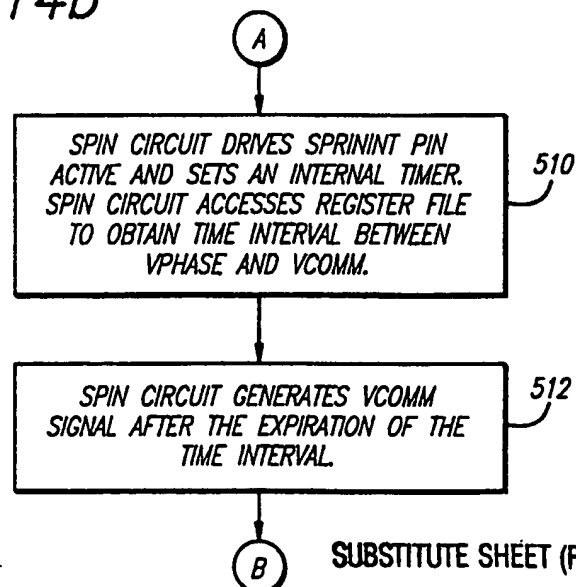 14b
A
SPIN CIRCUIT DRIVES SPRININT PIN
ACTIVE AND SETS AN INTERNAL TIMER.
SPIN CIRCUIT ACCESSES REGISTER FILE
TO OBTAIN TIME INTERVAL BETWEEN
VPHASE AND VCOMM.
510
SPIN CIRCUIT GENERATES VCOMM
SIGNAL AFTER THE EXPIRATION OF THE
TIME INTERVAL.
512
B
SUBSTITUTE SHEET (